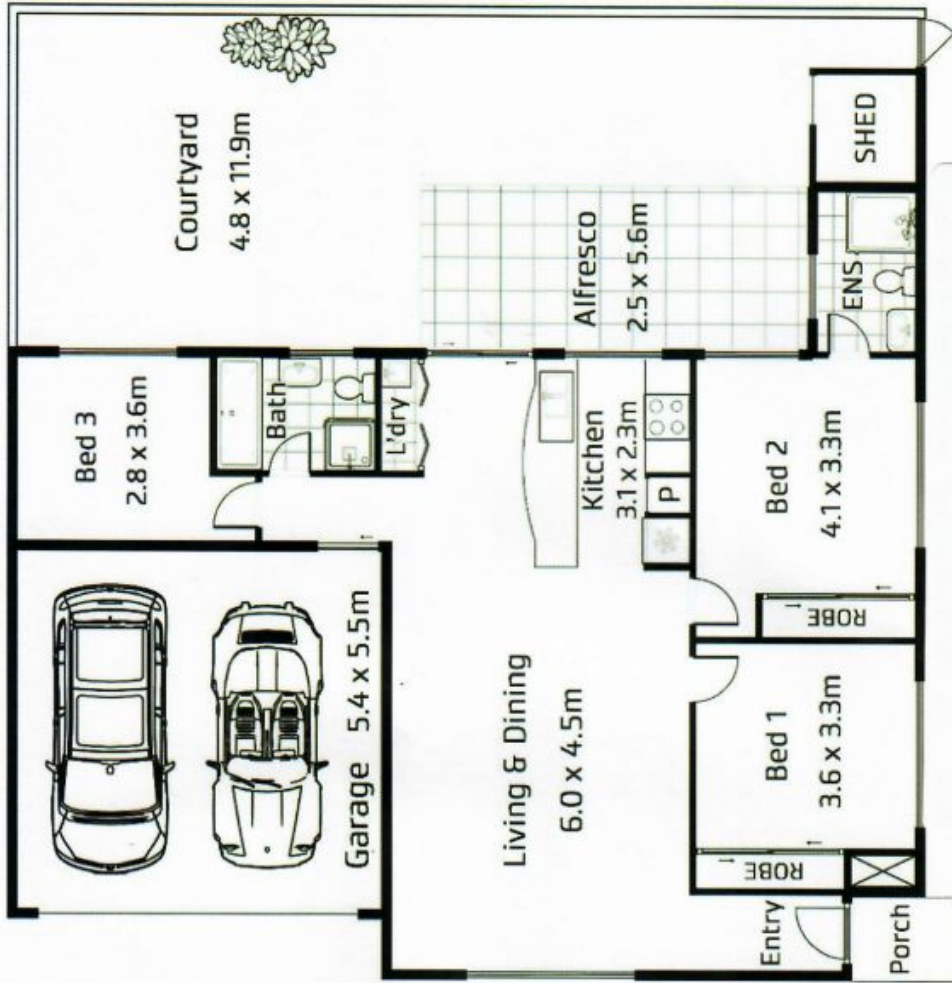 Courtyard
4.8 x 11.9m
SHED
Alfresco
2.5 x 5.6m
ENS
Bed 3
2.8 x 3.6m
Bath
L'dry
Kitchen
3.1 x 2.3m
P
Bed 2
4.1 x 3.3m
ROBE
Garage 5.4 x 5.5m
Living & Dining
6.0 x 4.5m
Bed 1
3.6 x 3.3m
ROBE
Entry
Porch